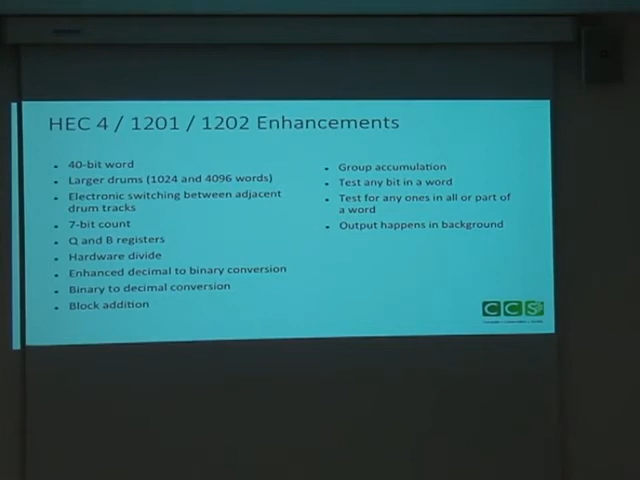 HEC 4 / 1201 / 1202 Enhancements
• 40-bit word
• Larger drums (1024 and 4096 words)
• Electronic switching between adjacent
drum tracks
• 7-bit count
• Q and B registers
• Hardware divide
• Enhanced decimal to binary conversion
• Binary to decimal conversion
• Block addition
• Group accumulation
• Test any bit in a word
• Test for any ones in all or part of
a word
• Output happens in background
CCS